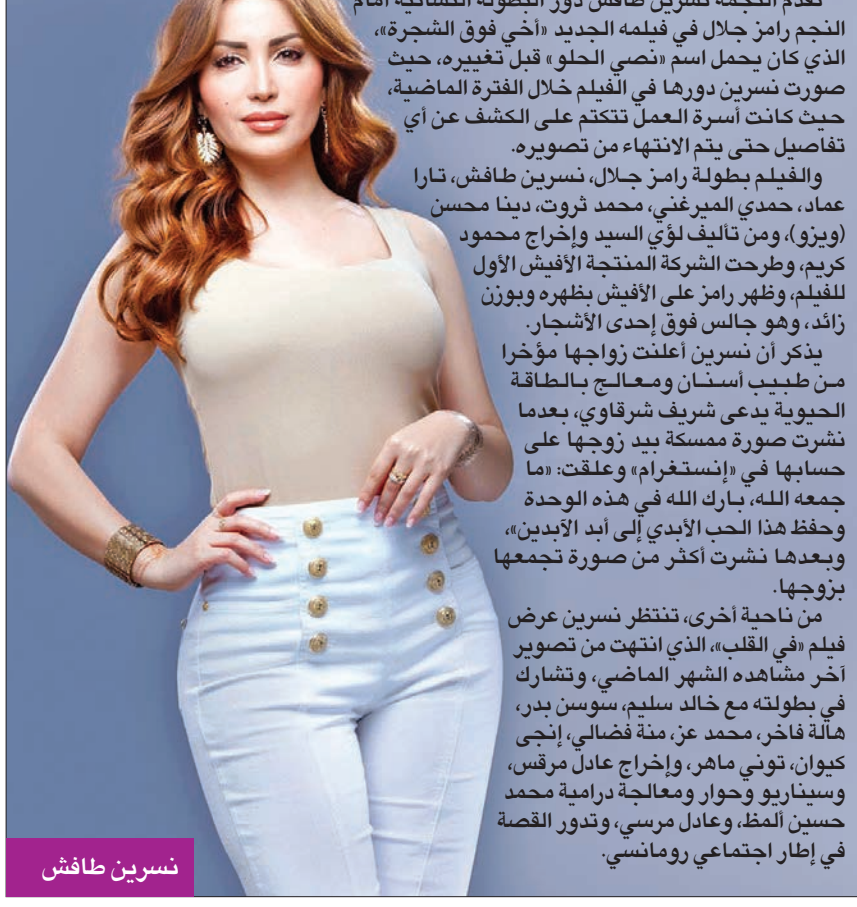 تقدم النجمة نسرين طافش دور البطولة النسائية أمام
النجم رامز جلال في فيلمه الجديد «أخي فوق الشجرة»،
الذي كان يحمل اسم «نصي الحلو» قبل تغييره، حيث
صورت نسرين دورها في الفيلم خلال الفترة الماضية،
حيث كانت أسرة العمل تتكتم على الكشف عن أي
تفاصيل حتى يتم الانتهاء من تصويره.
والفيلم بطولة رامز جلال، نسرين طافش، تارا
عماد، حمدي الميرغني، محمد ثروت، دينا محسن
(ويزو)، ومن تأليف لؤي السيد وإخراج محمود
كريم، وطرحت الشركة المنتجة الأفيش الأول
للفيلم، وظهر رامز على الأفيش بظهره وبوزن
زائد، وهو جالس فوق إحدى الأشجار.
يذكر أن نسرين أعلنت زواجها مؤخرا
من طبيب أسنان ومعالج بالطاقة
الحيوية يدعى شريف شرقاوي، بعدما
نشرت صورة ممسكة بيد زوجها على
حسابها في «إنستغرام» وعلقت: «ما
جمعه الله، بارك الله في هذه الوحدة
وحفظ هذا الحب الأبدي إلى أبد الآبدين»،
وبعدها نشرت أكثر من صورة تجمعها
بزوجها.
من ناحية أخرى، تنتظر نسرين عرض
فيلم «في القلب»، الذي انتهت من تصوير
آخر مشاهده الشهر الماضي، وتشارك
في بطولته مع خالد سليم، سوسن بدر،
هالة فاخر، محمد عز، منة فضالي، إنجى
كيوان، توني ماهر، وإخراج عادل مرقس،
وسيناريو وحوار ومعالجة درامية محمد
حسين ألمظ، وعادل مرسي، وتدور القصة
في إطار اجتماعي رومانسي.
نسرين طافش